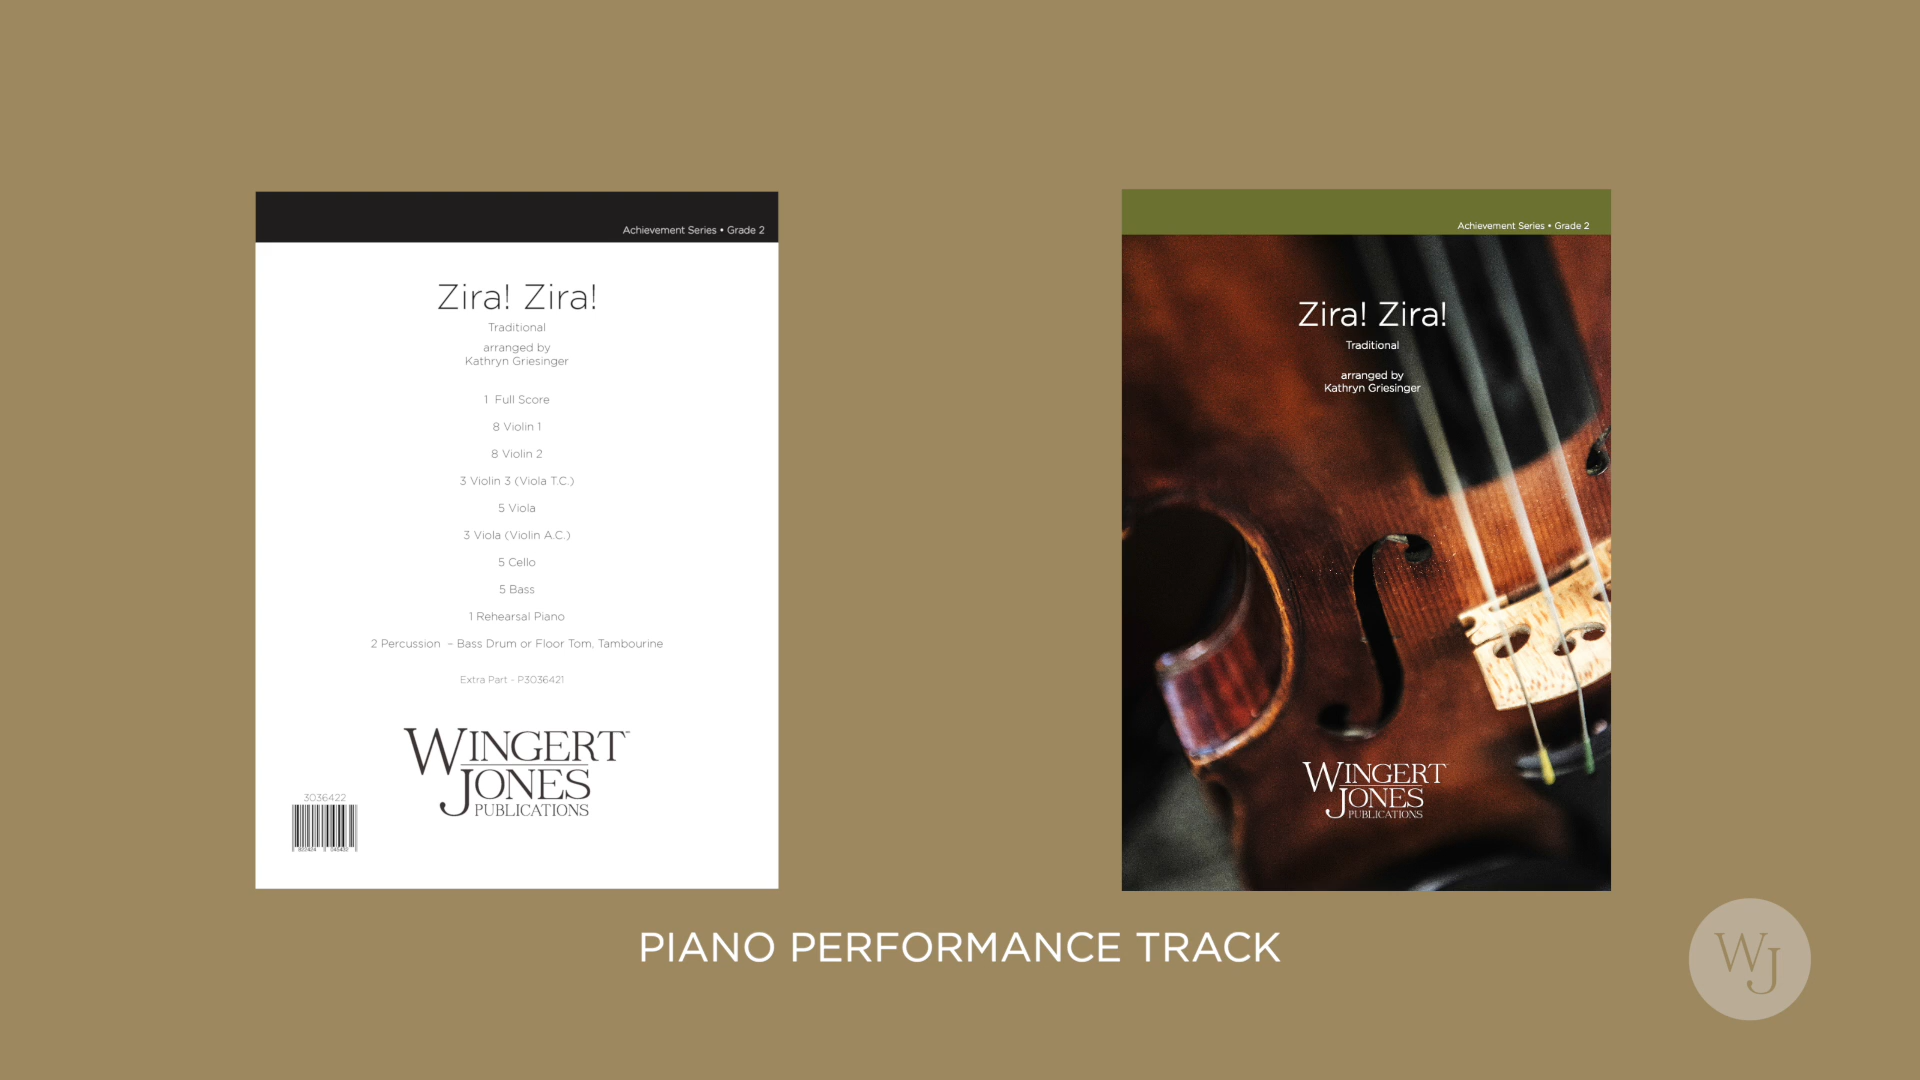 Achievement Series • Grade 2
Zira! Zira!
Traditional
arranged by
Kathryn Griesinger
1 Full Score
8 Violin 1
8 Violin 2
3 Violin 3 (Viola T.C.)
5 Viola
3 Viola (Violin A.C.)
5 Cello
5 Bass
1 Rehearsal Piano
2 Percussion – Bass Drum or Floor Tom, Tambourine
Extra Part - P3036421
WINGERT
JONES
PUBLICATIONS
3036422
Achievement Series • Grade 2
Zira! Zira!
Traditional
arranged by
Kathryn Griesinger
WINGERT
JONES
PUBLICATIONS
PIANO PERFORMANCE TRACK
WJ